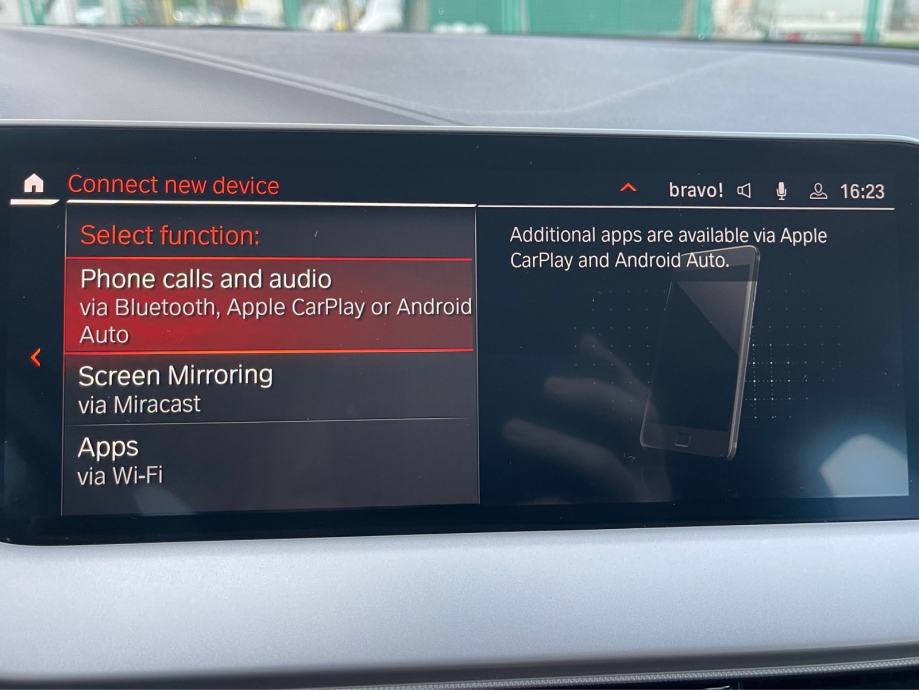 Connect new device
bravo! 16:23
Select function:
Phone calls and audio
via Bluetooth, Apple CarPlay or Android
Auto
Screen Mirroring
via Miracast
Apps
via Wi-Fi
Additional apps are available via Apple
CarPlay and Android Auto.